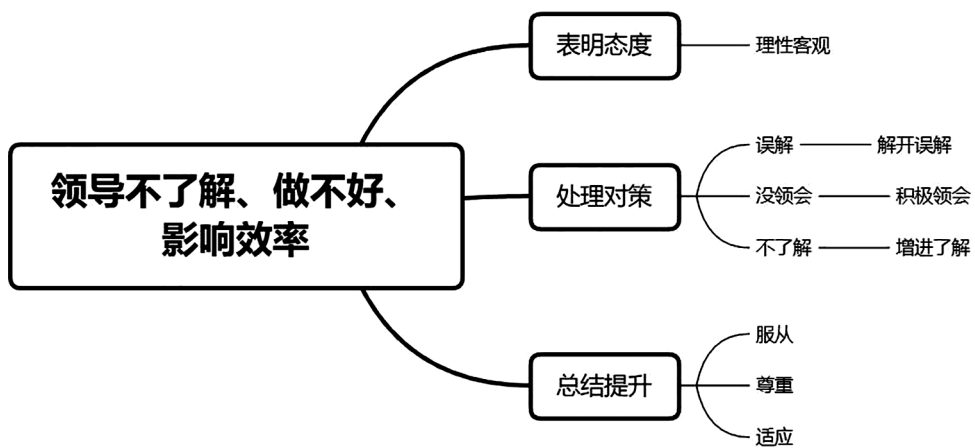 领导不了解、做不好、
影响效率
表明态度
理性客观
处理对策
误解
解开误解
没领会
积极领会
不了解
增进了解
总结提升
服从
尊重
适应